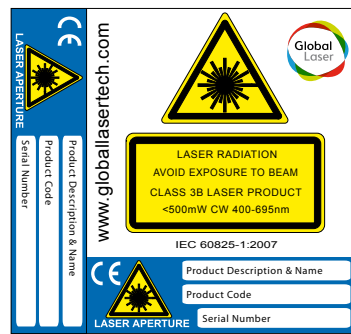 CE
LASER APERTURE
Product Description & Name
Product Code
Serial Number
www.globallasertech.com
Global
Laser
LASER RADIATION
AVOID EXPOSURE TO BEAM
CLASS 3B LASER PRODUCT
<500mW CW 400-695nm
IEC 60825-1:2007
CE
LASER APERTURE
Product Description & Name
Product Code
Serial Number